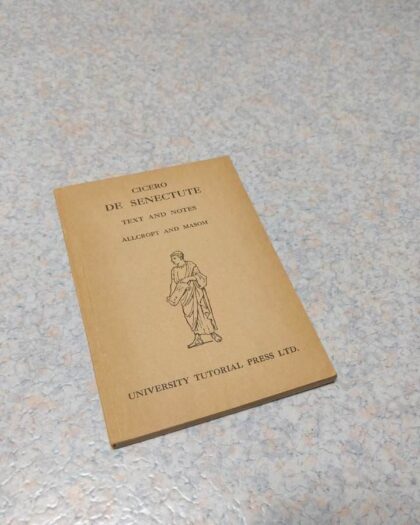 CICERO
DE SENECTUTE
TEXT AND NOTES
ALLCROFT AND MASOM
UNIVERSITY TUTORIAL PRESS LTD.